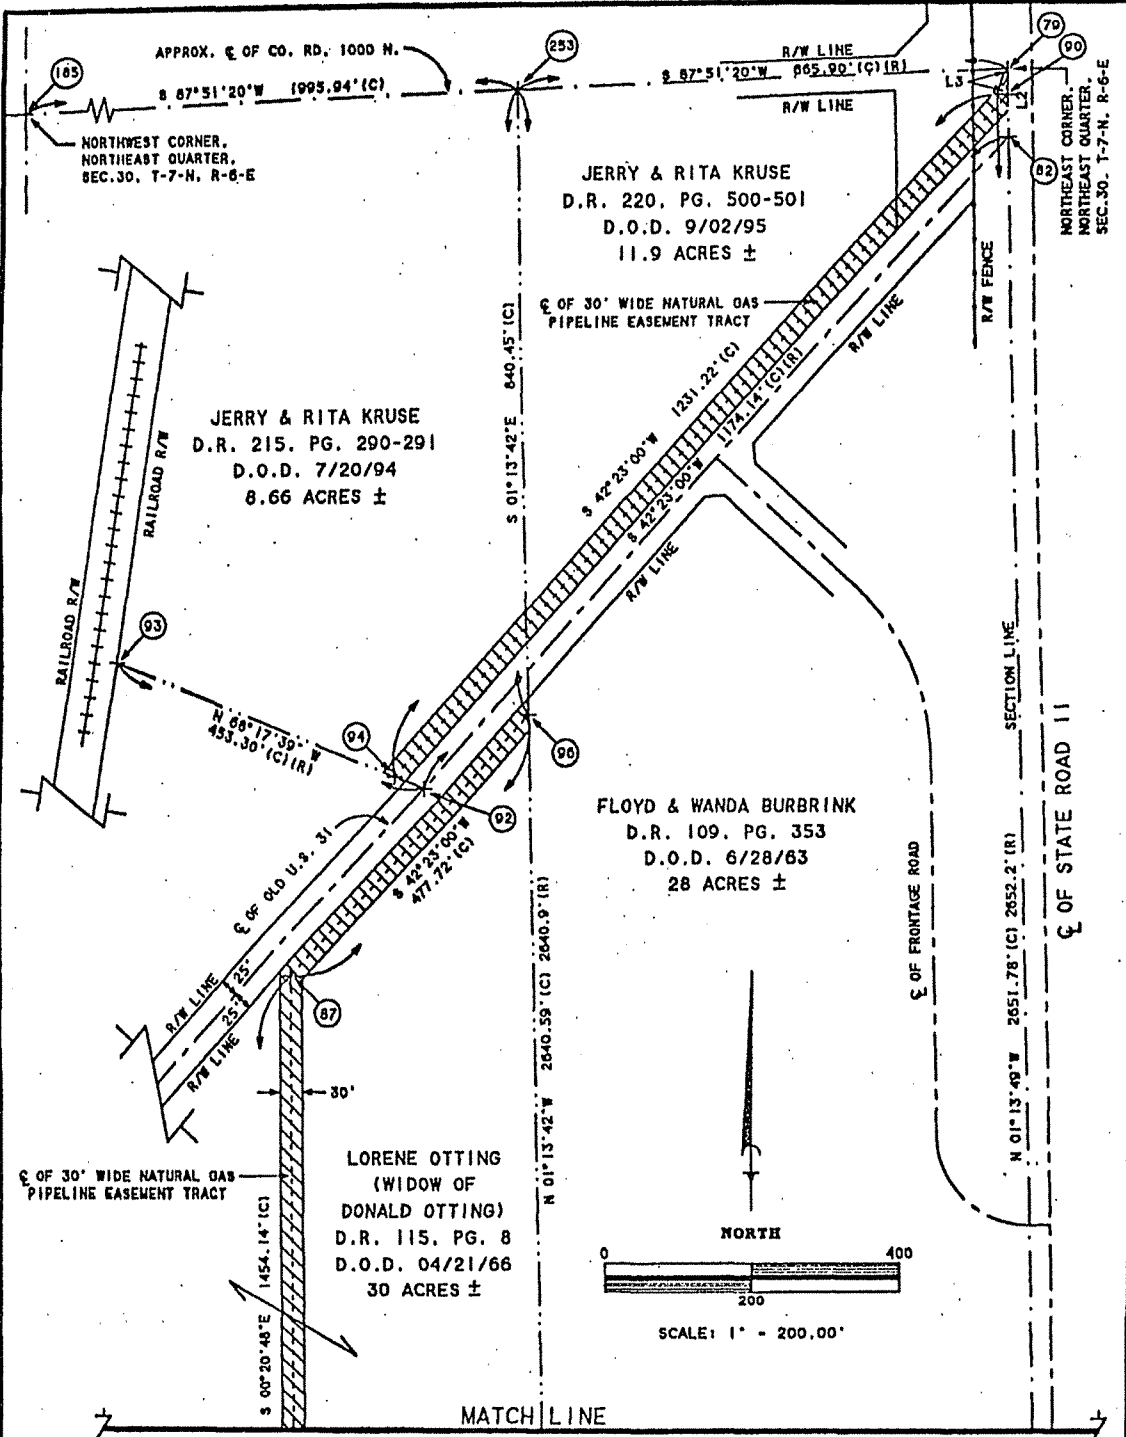 APPROX. ℄ OF CO. RD. 1000 N.
253
79
90
R/W LINE
185
S 87°51'20"W 1995.94'(C)
S 87°51'20"W 665.90'(C)(R)
L3
L2
R/W LINE
NORTHWEST CORNER,
NORTHEAST QUARTER,
SEC.30, T-7-N, R-6-E
NORTHEAST CORNER,
NORTHEAST QUARTER,
SEC.30, T-7-N, R-6-E
82
JERRY & RITA KRUSE
D.R. 220, PG. 500-501
D.O.D. 9/02/95
11.9 ACRES ±
R/W FENCE
℄ OF 30' WIDE NATURAL GAS
PIPELINE EASEMENT TRACT
R/W LINE
S 01°13'42"E 840.45'(C)
S 42°23'00"W 1231.22'(C)
S 42°23'00"W 1174.14'(C)(R)
JERRY & RITA KRUSE
D.R. 215, PG. 290-291
D.O.D. 7/20/94
8.66 ACRES ±
RAILROAD R/W
RAILROAD R/W
R/W LINE
93
N 68°17'39"W
453.30'(C)(R)
94
96
92
SECTION LINE
℄ OF STATE ROAD 11
FLOYD & WANDA BURBRINK
D.R. 109, PG. 353
D.O.D. 6/28/63
28 ACRES ±
℄ OF OLD U.S. 31
S 42°23'00"W
477.72'(C)
℄ OF FRONTAGE ROAD
N 01°13'42"W 2640.59'(C) 2640.9'(R)
N 01°13'49"W 2651.78'(C) 2652.2'(R)
R/W LINE
25'
25'
R/W LINE
87
30'
℄ OF 30' WIDE NATURAL GAS
PIPELINE EASEMENT TRACT
LORENE OTTING
(WIDOW OF
DONALD OTTING)
D.R. 115, PG. 8
D.O.D. 04/21/66
30 ACRES ±
S 00°20'48"E 1454.14'(C)
NORTH
0
400
200
SCALE: 1" - 200.00'
MATCH LINE